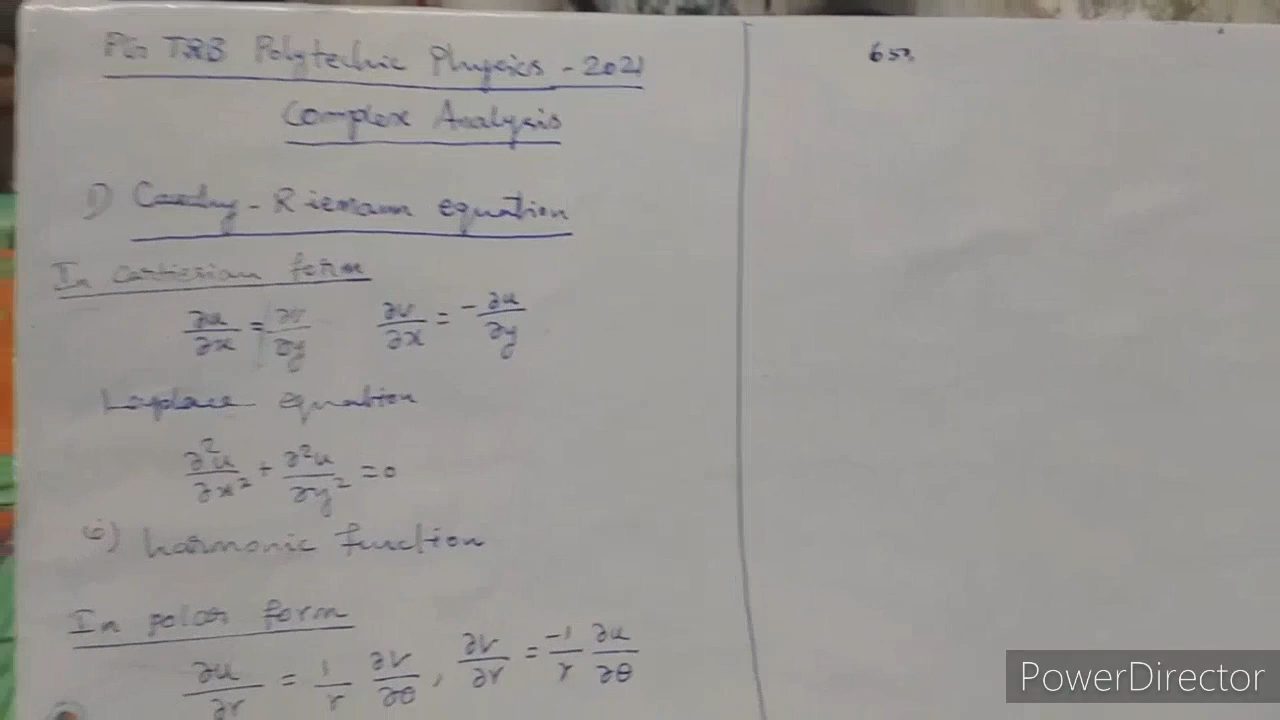 PG TRB Polytechnic Physics - 2021
Complex Analysis
1) Cauchy - Riemann equation
In cartesian form
∂u/∂x = ∂v/∂y    ∂v/∂x = -∂u/∂y
Laplace equation
∂²u/∂x² + ∂²u/∂y² = 0
harmonic function
In polar form
∂u/∂r = 1/r ∂v/∂θ, ∂v/∂r = -1/r ∂u/∂θ
PowerDirector